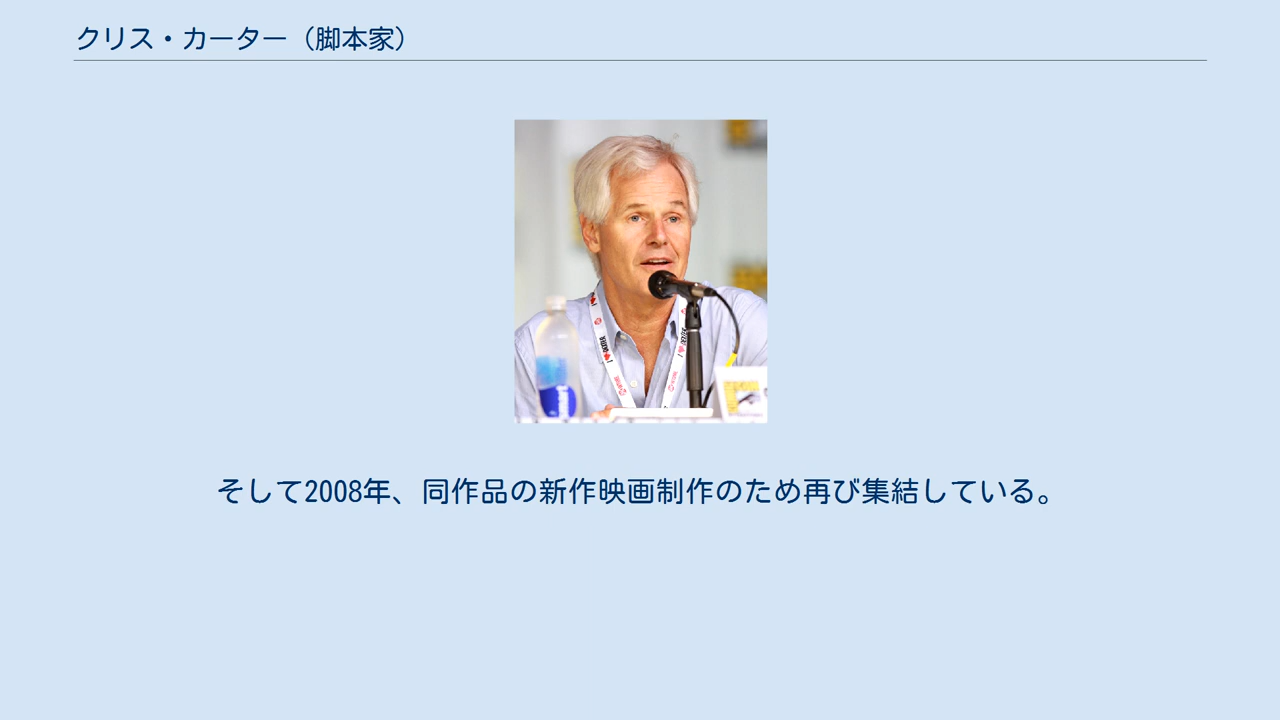 クリス・カーター（脚本家）
そして2008年、同作品の新作映画制作のため再び集結している。